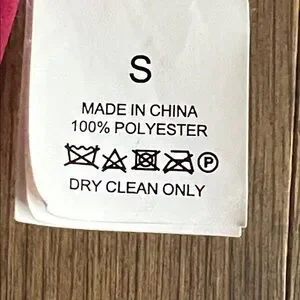 S
MADE IN CHINA
100% POLYESTER
P
DRY CLEAN ONLY